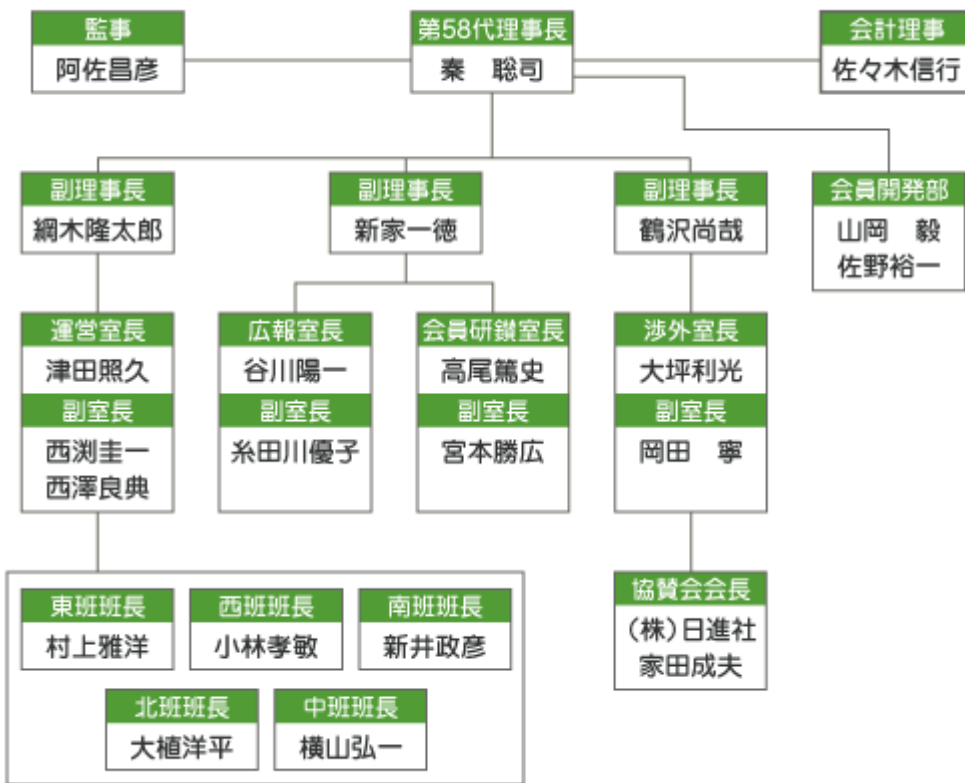 監事
阿佐昌彦
第58代理事長
秦　聡司
会計理事
佐々木信行
副理事長
綱木隆太郎
副理事長
新家一徳
副理事長
鶴沢尚哉
会員開発部
山岡　毅
佐野裕一
運営室長
津田照久
副室長
西渕圭一
西澤良典
広報室長
谷川陽一
副室長
糸田川優子
会員研鑽室長
高尾篤史
副室長
宮本勝広
渉外室長
大坪利光
副室長
岡田　寧
東班班長
村上雅洋
西班班長
小林孝敏
南班班長
新井政彦
北班班長
大植洋平
中班班長
横山弘一
協賛会会長
(株)日進社
家田成夫